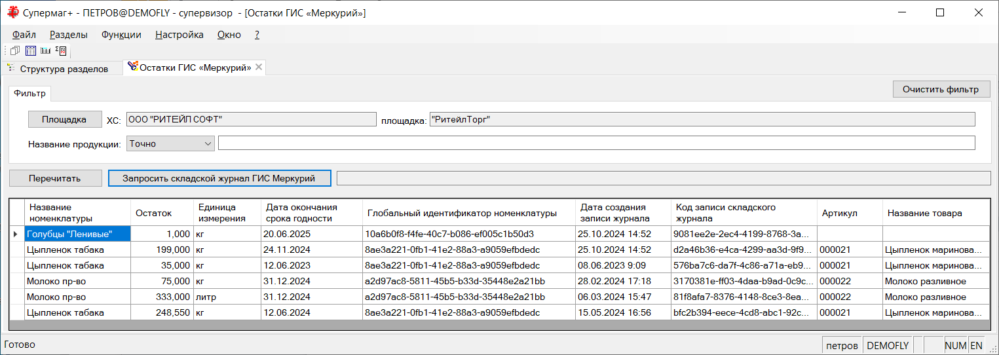 Супермаг+ - ПЕТРОВ@DEMOFLY - супервизор - [Остатки ГИС «Меркурий»]
Файл Разделы Функции Настройка Окно ?
Структура разделов Остатки ГИС «Меркурий»
Фильтр Очистить фильтр
Площадка ХС: ООО "РИТЕЙЛ СОФТ" площадка: "РитейлТорг"
Название продукции: Точно
Перечитать Запросить складской журнал ГИС Меркурий
Название номенклатуры Остаток Единица измерения Дата окончания срока годности Глобальный идентификатор номенклатуры Дата создания записи журнала Код записи складского журнала Артикул Название товара
Голубцы "Ленивые" 1,000 кг 20.06.2025 10a6b0f8-f4fe-40c7-b086-ef005c1b50d3 25.10.2024 14:52 9081ee2e-2ec4-4199-8768-3a...
Цыпленок табака 199,000 кг 24.11.2024 8ae3a221-0fb1-41e2-88a3-a9059efbdedc 25.10.2024 14:52 d2a46b36-e4ca-4299-aa3d-9f9... 000021 Цыпленок маринова...
Цыпленок табака 35,000 кг 12.06.2023 8ae3a221-0fb1-41e2-88a3-a9059efbdedc 08.06.2023 9:09 576ba7c6-da7f-4c86-a71a-eb9... 000021 Цыпленок маринова...
Молоко пр-во 75,000 кг 31.12.2024 a2d97ac8-5811-45b5-b33d-35448e2a21bb 28.02.2024 17:18 3170381e-ff03-4daa-b9ad-0c9c... 000022 Молоко разливное
Молоко пр-во 333,000 литр 31.12.2024 a2d97ac8-5811-45b5-b33d-35448e2a21bb 06.03.2024 15:47 81f8afa7-8376-4148-8ce3-8ea... 000022 Молоко разливное
Цыпленок табака 248,550 кг 12.06.2024 8ae3a221-0fb1-41e2-88a3-a9059efbdedc 15.05.2024 16:56 bfc2b394-eece-4cd8-abc1-92c... 000021 Цыпленок маринова...
Готово петров DEMOFLY NUM EN